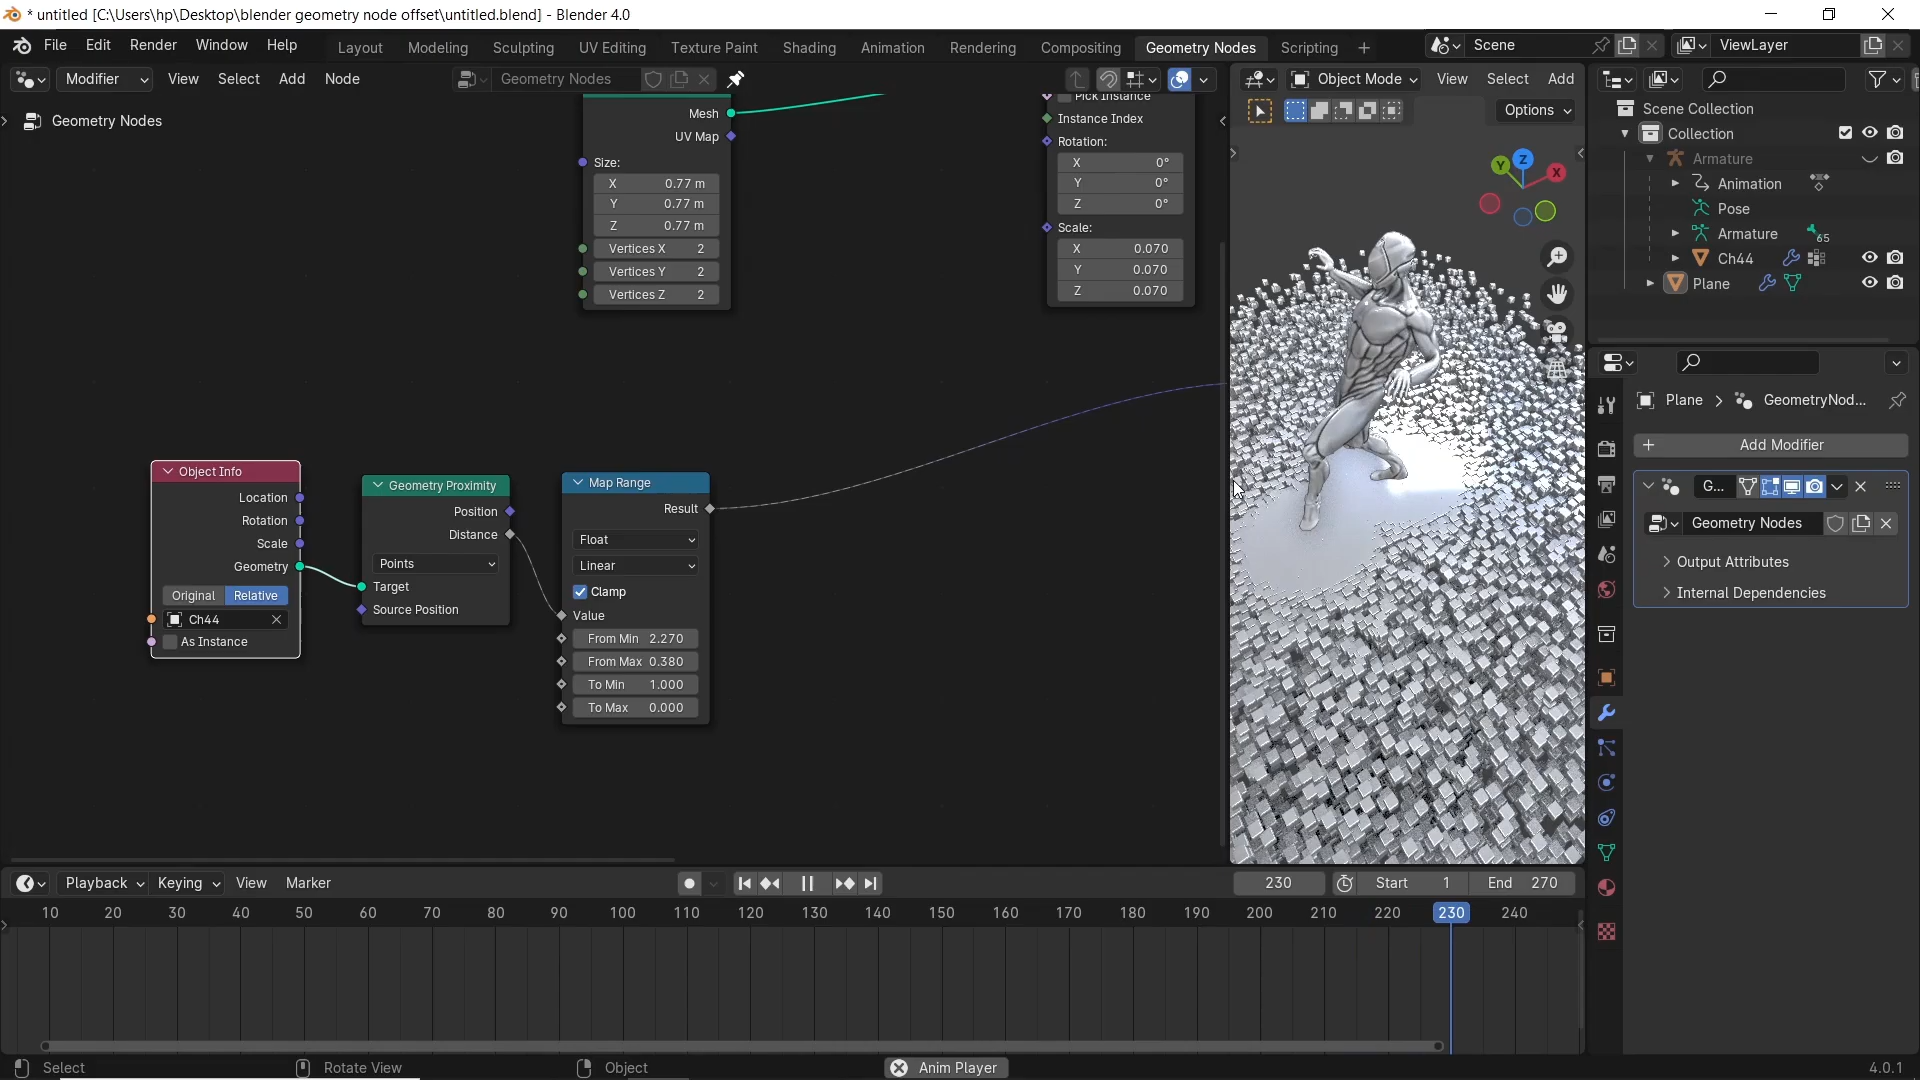 * untitled [C:\Users\hp\Desktop\blender geometry node offset\untitled.blend] - Blender 4.0
File Edit Render Window Help
Layout Modeling Sculpting UV Editing Texture Paint Shading Animation Rendering Compositing Geometry Nodes Scripting +
Scene
ViewLayer
Modifier View Select Add Node
Geometry Nodes
Object Mode View Select Add
Options
Geometry Nodes
Mesh
UV Map
Size:
X 0.77 m
Y 0.77 m
Z 0.77 m
Vertices X 2
Vertices Y 2
Vertices Z 2
Pick Instance
Instance Index
Rotation:
X 0°
Y 0°
Z 0°
Scale:
X 0.070
Y 0.070
Z 0.070
Object Info
Location
Rotation
Scale
Geometry
Original Relative
Ch44
As Instance
Geometry Proximity
Position
Distance
Points
Target
Source Position
Map Range
Result
Float
Linear
Clamp
Value
From Min 2.270
From Max 0.380
To Min 1.000
To Max 0.000
Y Z X
Scene Collection
Collection
Armature
Animation
Pose
Armature 65
Ch44
Plane
Plane > GeometryNod...
+ Add Modifier
G...
Geometry Nodes
Output Attributes
Internal Dependencies
Playback Keying View Marker
230 Start 1 End 270
10 20 30 40 50 60 70 80 90 100 110 120 130 140 150 160 170 180 190 200 210 220 230 240
Select Rotate View Object Anim Player 4.0.1